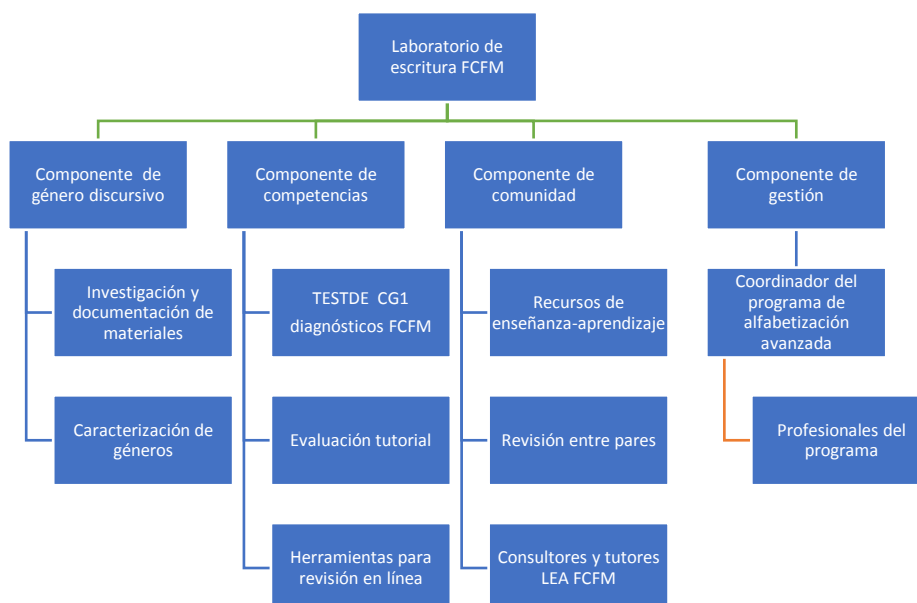 Laboratorio de
escritura FCFM
Componente de
género discursivo
Componente de
competencias
Componente de
comunidad
Componente de
gestión
Investigación y
documentación de
materiales
TESTDE CG1
diagnósticos FCFM
Recursos de
enseñanza-aprendizaje
Coordinador del
programa de
alfabetización
avanzada
Caracterización de
géneros
Evaluación tutorial
Revisión entre pares
Profesionales del
programa
Herramientas para
revisión en línea
Consultores y tutores
LEA FCFM